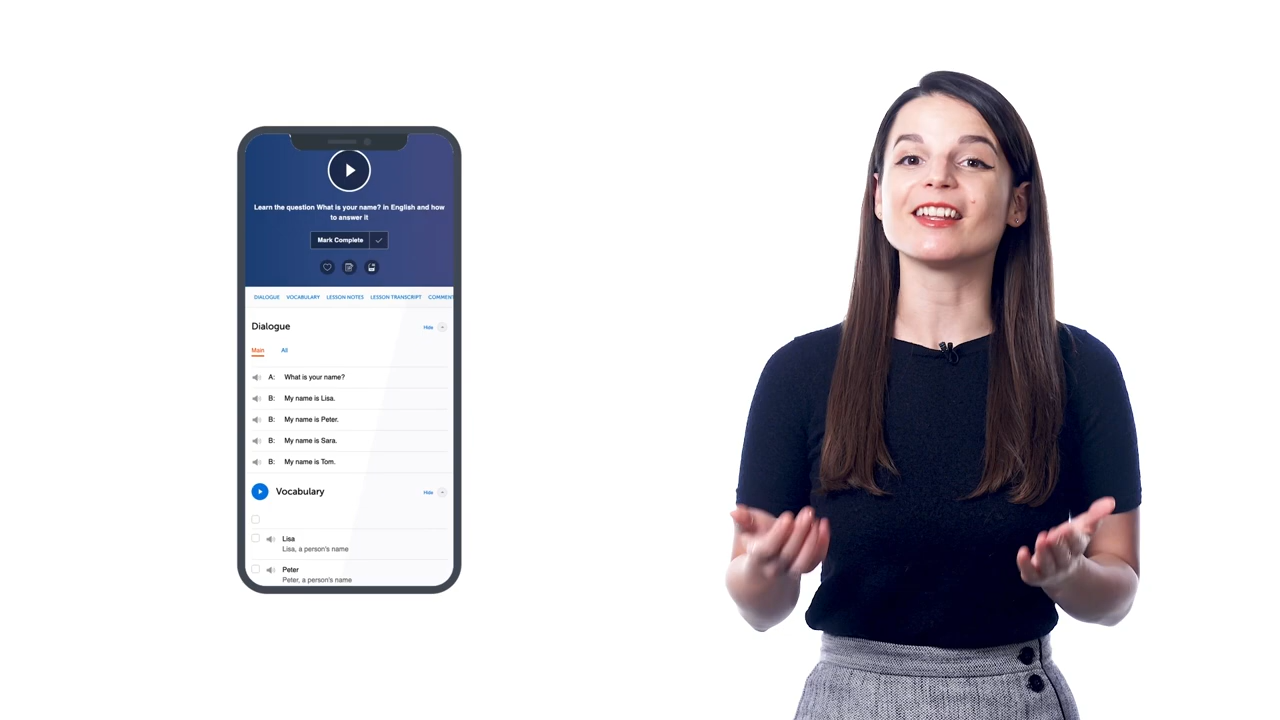 Learn the question What is your name? in English and how
to answer it
Mark Complete
DIALOGUE VOCABULARY LESSON NOTES LESSON TRANSCRIPT COMMENT
Dialogue Hide
Main All
A: What is your name?
B: My name is Lisa.
B: My name is Peter.
B: My name is Sara.
B: My name is Tom.
Vocabulary Hide
Lisa
Lisa, a person's name
Peter
Peter, a person's name